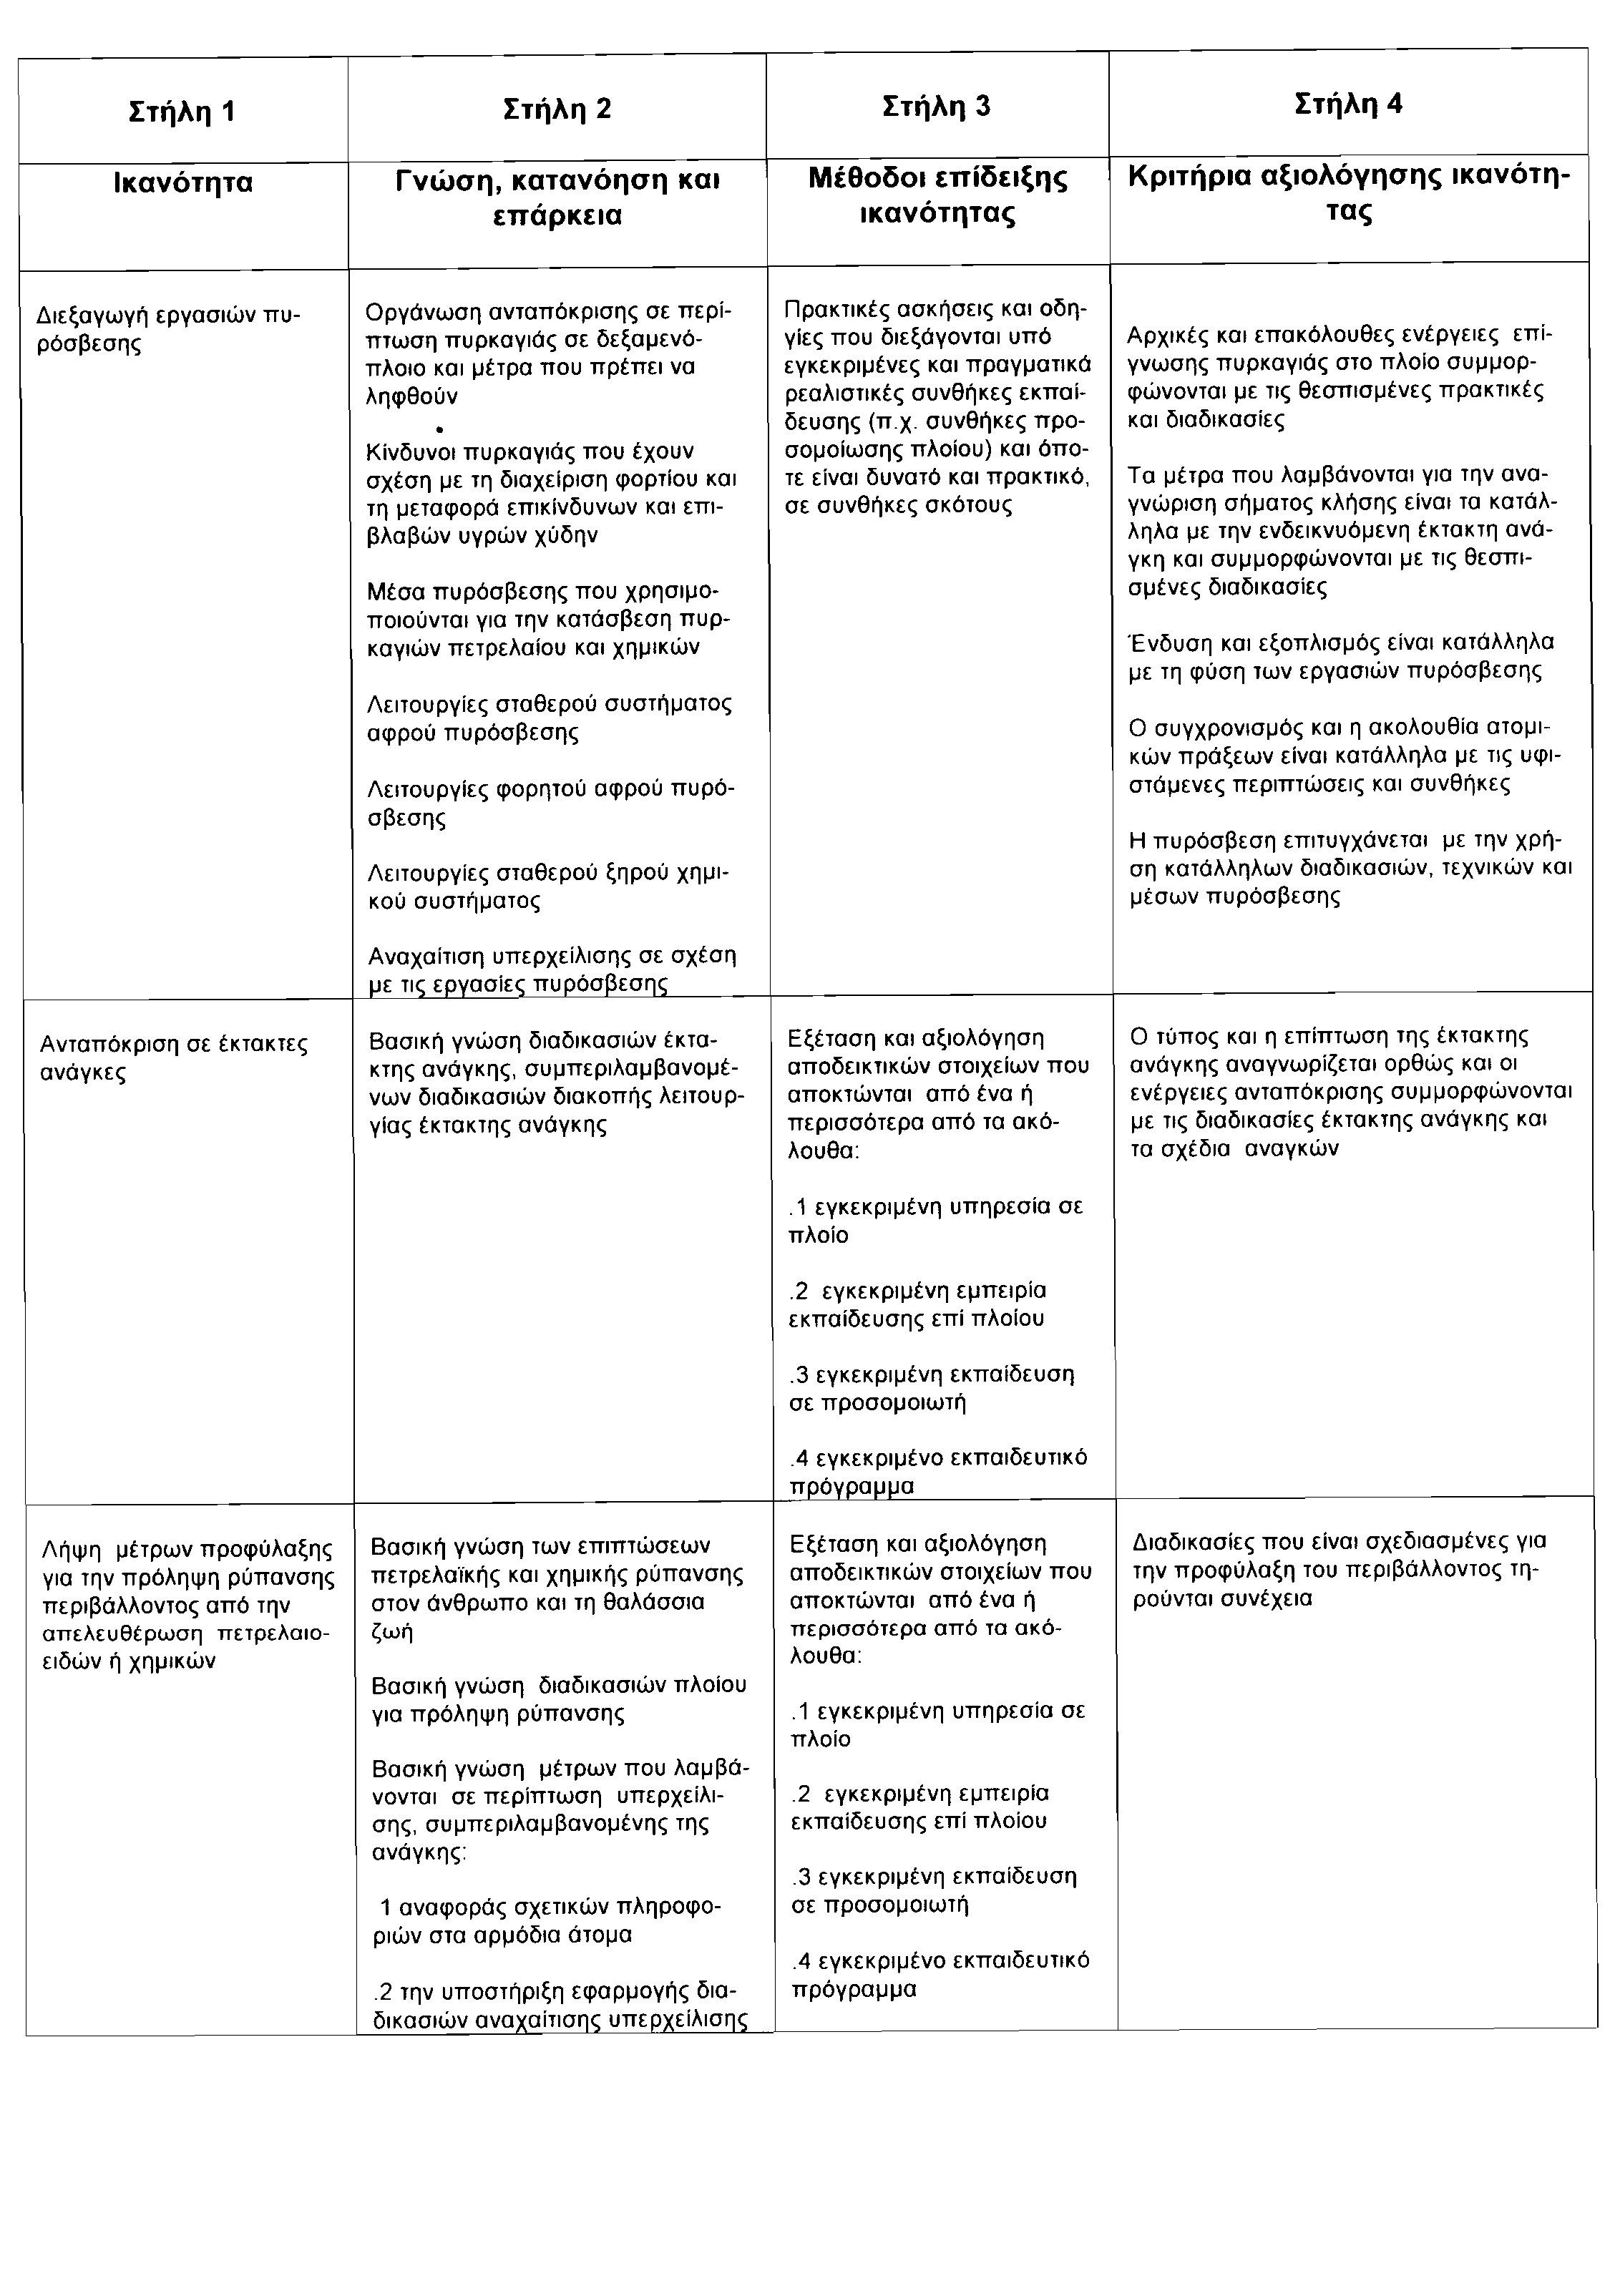 Στήλη 1
Στήλη 2
Στήλη 3
Στήλη 4
Ικανότητα
Γνώση, κατανόηση και
επάρκεια
Μέθοδοι επίδειξης
ικανότητας
Κριτήρια αξιολόγησης ικανότη-
τας
Διεξαγωγή εργασιών πυ-
ρόσβεσης
Οργάνωση ανταπόκρισης σε περί-
πτωση πυρκαγιάς σε δεξαμενό-
πλοιο και μέτρα που πρέπει να
ληφθούν
Κίνδυνοι πυρκαγιάς που έχουν
σχέση με τη διαχείριση φορτίου και
τη μεταφορά επικίνδυνων και επι-
βλαβών υγρών χύδην
Μέσα πυρόσβεσης που χρησιμο-
ποιούνται για την κατάσβεση πυρ-
καγιών πετρελαίου και χημικών
Λειτουργίες σταθερού συστήματος
αφρού πυρόσβεσης
Λειτουργίες φορητού αφρού πυρό-
σβεσης
Λειτουργίες σταθερού ξηρού χημι-
κού συστήματος
Αναχαίτιση υπερχείλισης σε σχέση
με τις εργασίες πυρόσβεσης
Πρακτικές ασκήσεις και οδη-
γίες που διεξάγονται υπό
εγκεκριμένες και πραγματικά
ρεαλιστικές συνθήκες εκπαί-
δευσης (π.χ. συνθήκες προ-
σομοίωσης πλοίου) και όπο-
τε είναι δυνατό και πρακτικό,
σε συνθήκες σκότους
Αρχικές και επακόλουθες ενέργειες επί-
γνωσης πυρκαγιάς στο πλοίο συμμορ-
φώνονται με τις θεσπισμένες πρακτικές
και διαδικασίες
Τα μέτρα που λαμβάνονται για την ανα-
γνώριση σήματος κλήσης είναι τα κατάλ-
ληλα με την ενδεικνυόμενη έκτακτη ανά-
γκη και συμμορφώνονται με τις θεσπι-
σμένες διαδικασίες
Ένδυση και εξοπλισμός είναι κατάλληλα
με τη φύση των εργασιών πυρόσβεσης
Ο συγχρονισμός και η ακολουθία ατομι-
κών πράξεων είναι κατάλληλα με τις υφι-
στάμενες περιπτώσεις και συνθήκες
Η πυρόσβεση επιτυγχάνεται με την χρή-
ση κατάλληλων διαδικασιών, τεχνικών και
μέσων πυρόσβεσης
Ανταπόκριση σε έκτακτες
ανάγκες
Βασική γνώση διαδικασιών έκτα-
κτης ανάγκης, συμπεριλαμβανομέ-
νων διαδικασιών διακοπής λειτουρ-
γίας έκτακτης ανάγκης
Εξέταση και αξιολόγηση
αποδεικτικών στοιχείων που
αποκτώνται από ένα ή
περισσότερα από τα ακό-
λουθα:
.1 εγκεκριμένη υπηρεσία σε
πλοίο
.2 εγκεκριμένη εμπειρία
εκπαίδευσης επί πλοίου
.3 εγκεκριμένη εκπαίδευση
σε προσομοιωτή
.4 εγκεκριμένο εκπαιδευτικό
πρόγραμμα
Ο τύπος και η επίπτωση της έκτακτης
ανάγκης αναγνωρίζεται ορθώς και οι
ενέργειες ανταπόκρισης συμμορφώνονται
με τις διαδικασίες έκτακτης ανάγκης και
τα σχέδια αναγκών
Λήψη μέτρων προφύλαξης
για την πρόληψη ρύπανσης
περιβάλλοντος από την
απελευθέρωση πετρελαιο-
ειδών ή χημικών
Βασική γνώση των επιπτώσεων
πετρελαϊκής και χημικής ρύπανσης
στον άνθρωπο και τη θαλάσσια
ζωή
Βασική γνώση διαδικασιών πλοίου
για πρόληψη ρύπανσης
Βασική γνώση μέτρων που λαμβά-
νονται σε περίπτωση υπερχείλι-
σης, συμπεριλαμβανομένης της
ανάγκης:
1 αναφοράς σχετικών πληροφο-
ριών στα αρμόδια άτομα
.2 την υποστήριξη εφαρμογής δια-
δικασιών αναχαίτισης υπερχείλισης
Εξέταση και αξιολόγηση
αποδεικτικών στοιχείων που
αποκτώνται από ένα ή
περισσότερα από τα ακό-
λουθα:
.1 εγκεκριμένη υπηρεσία σε
πλοίο
.2 εγκεκριμένη εμπειρία
εκπαίδευσης επί πλοίου
.3 εγκεκριμένη εκπαίδευση
σε προσομοιωτή
.4 εγκεκριμένο εκπαιδευτικό
πρόγραμμα
Διαδικασίες που είναι σχεδιασμένες για
την προφύλαξη του περιβάλλοντος τη-
ρούνται συνέχεια